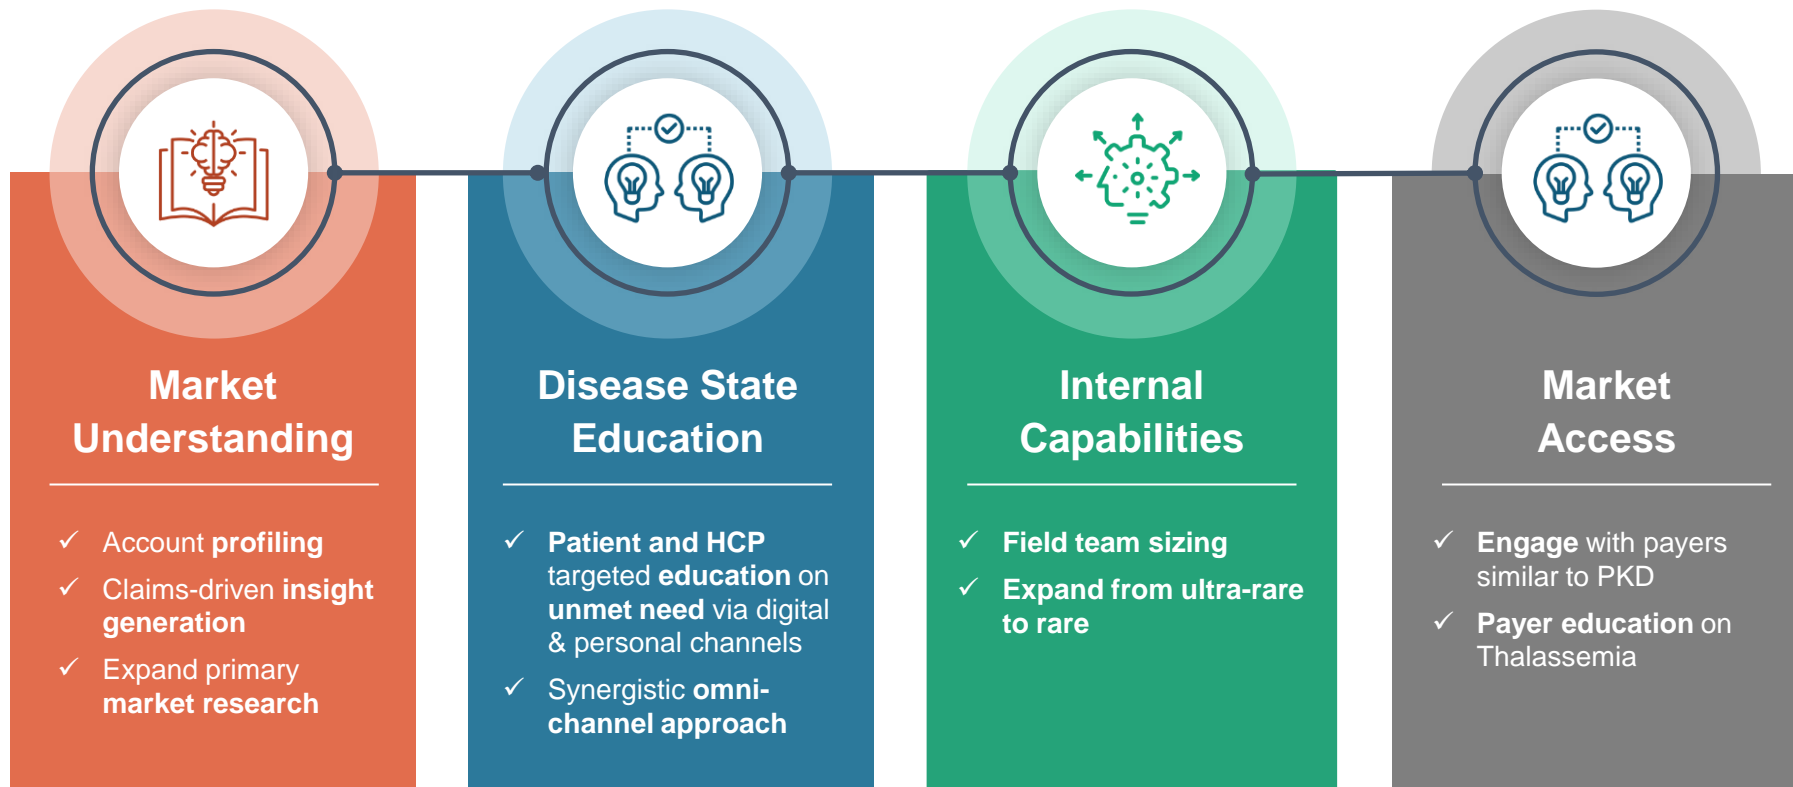 Market
Understanding
✓ Account profiling
✓ Claims-driven insight
generation
✓ Expand primary
market research
Disease State
Education
✓ Patient and HCP
targeted education on
unmet need via digital
& personal channels
✓ Synergistic omni-
channel approach
Internal
Capabilities
✓ Field team sizing
✓ Expand from ultra-rare
to rare
Market
Access
✓ Engage with payers
similar to PKD
✓ Payer education on
Thalassemia